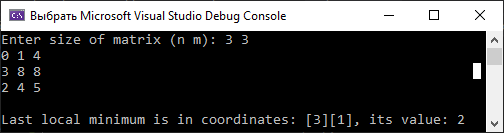 Выбрать Microsoft Visual Studio Debug Console
Enter size of matrix (n m): 3 3
0 1 4
3 8 8
2 4 5
Last local minimum is in coordinates: [3][1], its value: 2